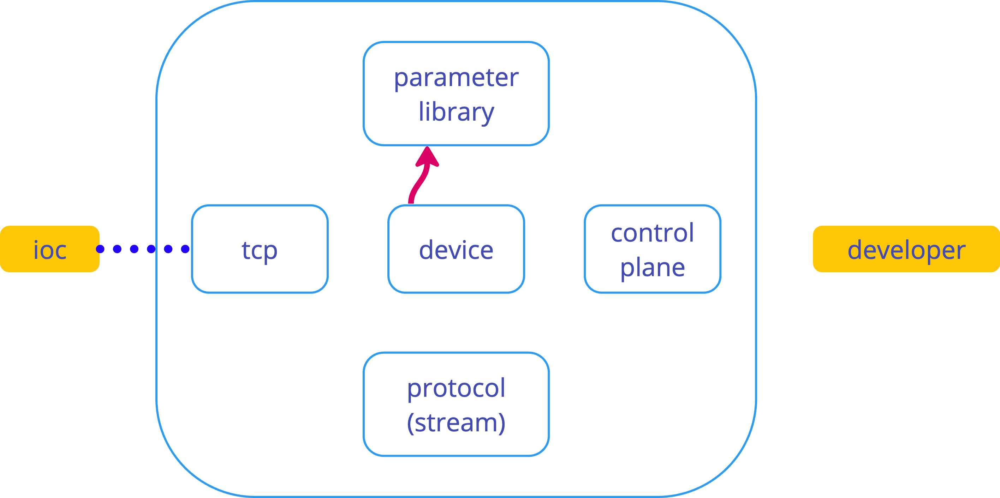 parameter
library
ioc
tcp
device
control
plane
developer
protocol
(stream)